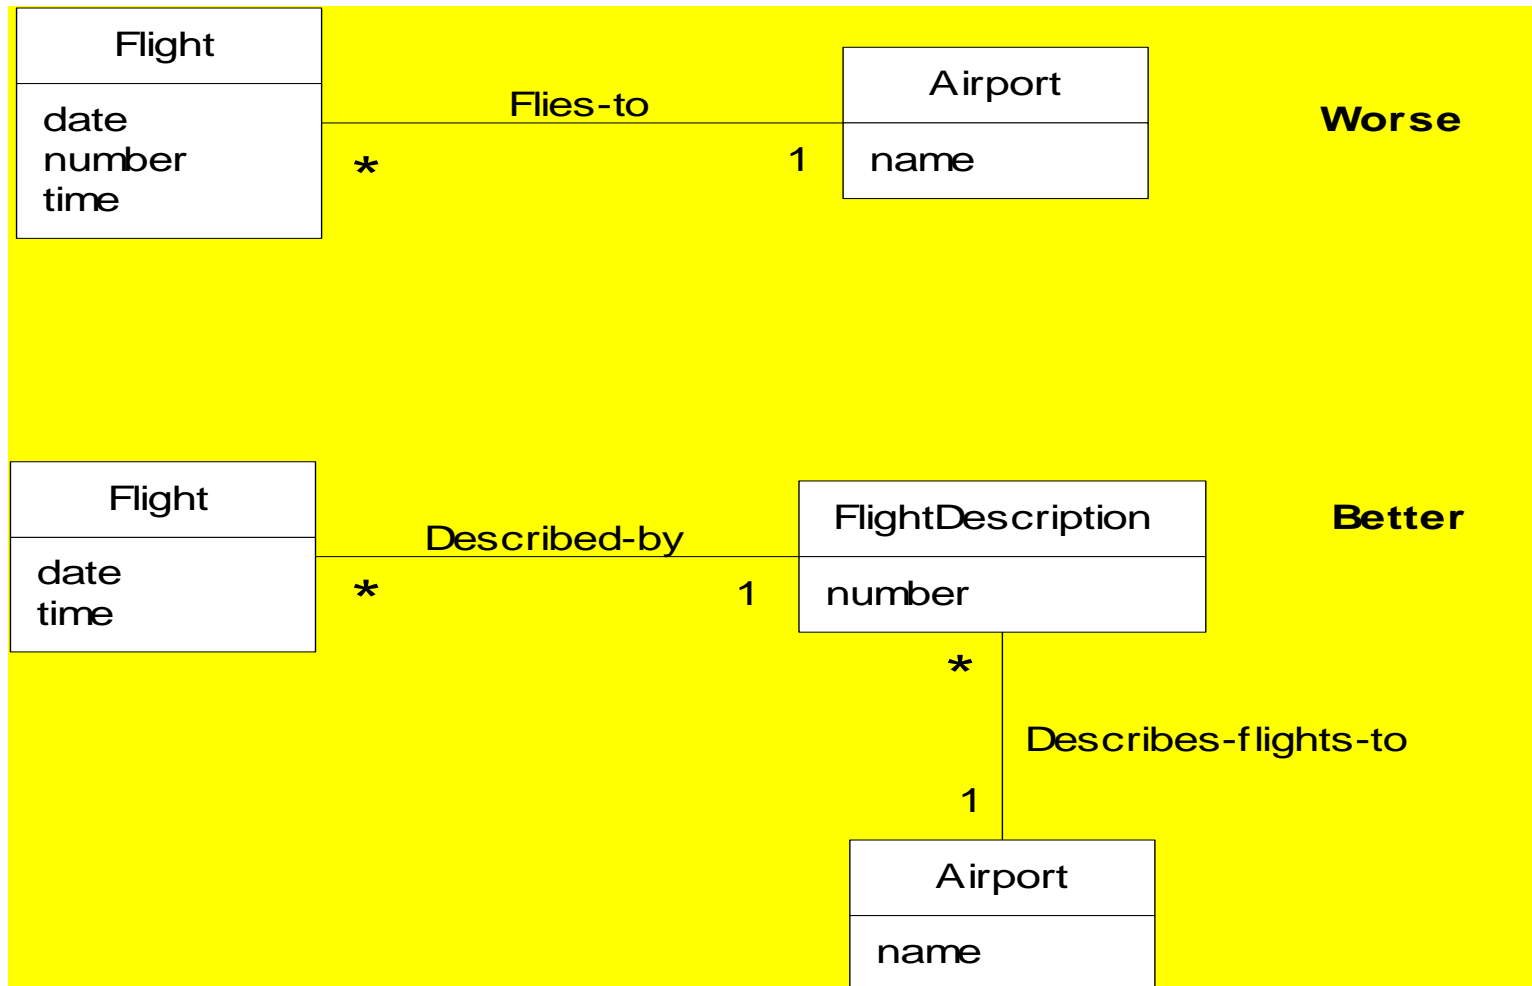 Flight
date
number
time
Flies-to
*
1
Airport
name
Worse
Flight
date
time
Described-by
*
1
FlightDescription
number
Better
*
Describes-flights-to
1
Airport
name